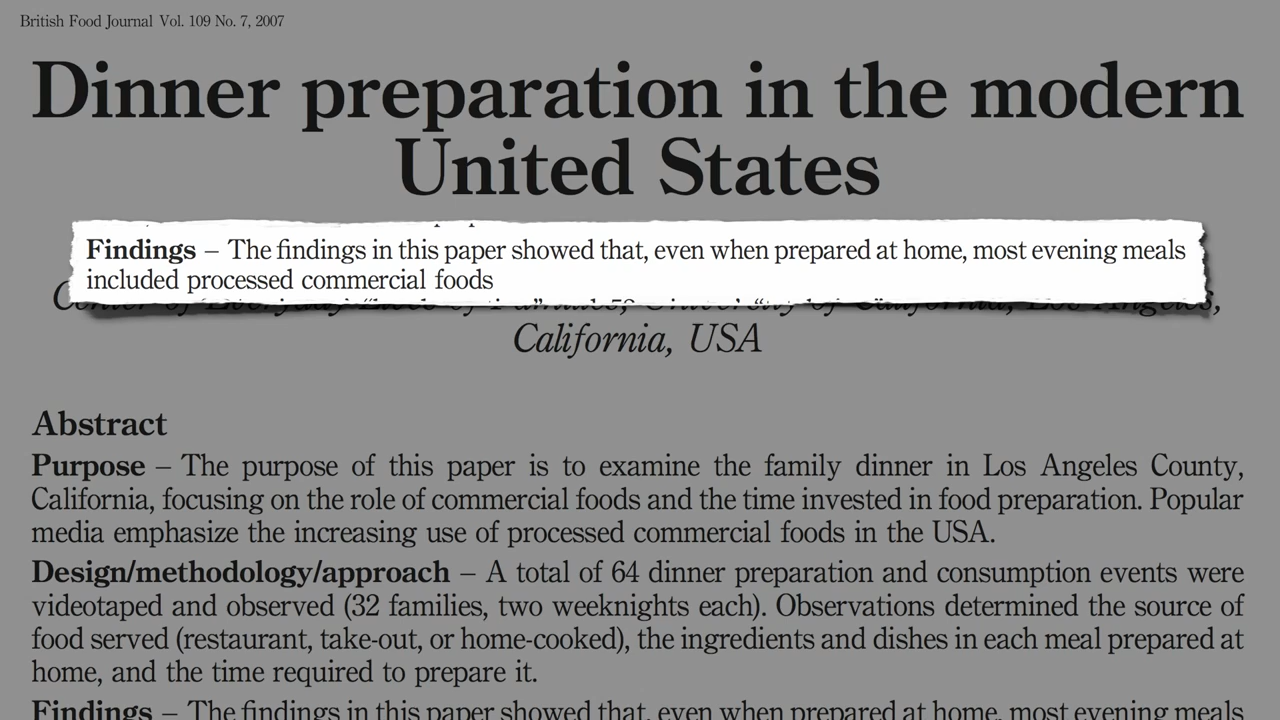 British Food Journal Vol. 109 No. 7, 2007
Dinner preparation in the modern
United States
Findings – The findings in this paper showed that, even when prepared at home, most evening meals
included processed commercial foods
California, USA
Abstract
Purpose – The purpose of this paper is to examine the family dinner in Los Angeles County,
California, focusing on the role of commercial foods and the time invested in food preparation. Popular
media emphasize the increasing use of processed commercial foods in the USA.
Design/methodology/approach – A total of 64 dinner preparation and consumption events were
videotaped and observed (32 families, two weeknights each). Observations determined the source of
food served (restaurant, take-out, or home-cooked), the ingredients and dishes in each meal prepared at
home, and the time required to prepare it.
Findings – The findings in this paper showed that, even when prepared at home, most evening meals